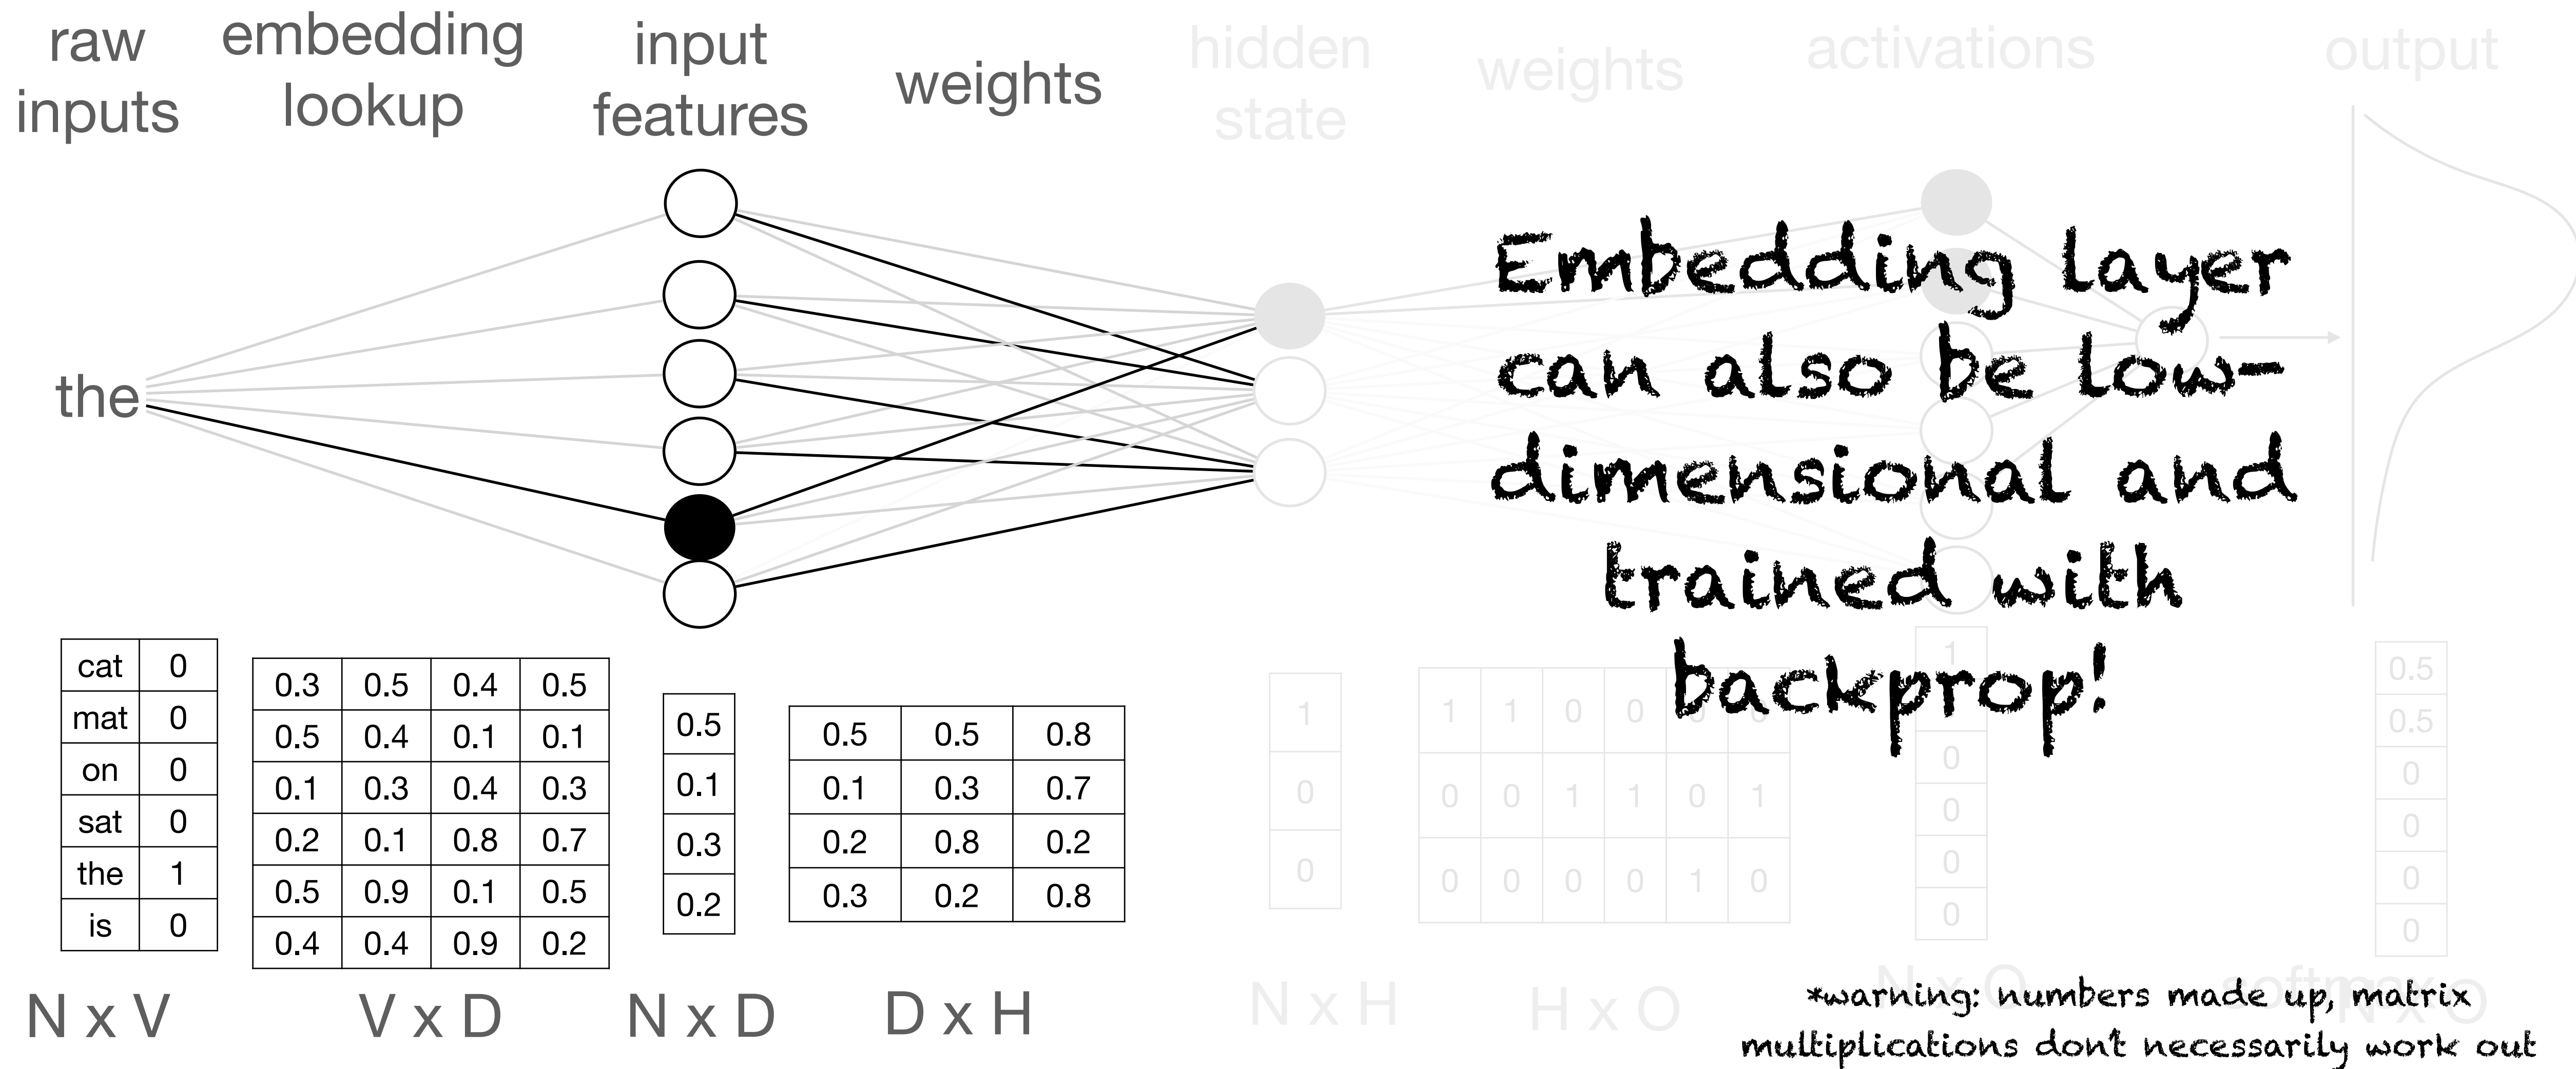 raw
inputs
embedding
lookup
input
features
weights
hidden
state
weights
activations
output
the
Embedding layer
can also be low-
dimensional and
trained with
backprop!
cat 0
mat 0
on 0
sat 0
the 1
is 0
0.3 0.5 0.4 0.5
0.5 0.4 0.1 0.1
0.1 0.3 0.4 0.3
0.2 0.1 0.8 0.7
0.5 0.9 0.1 0.5
0.4 0.4 0.9 0.2
0.5
0.1
0.3
0.2
0.5 0.5 0.8
0.1 0.3 0.7
0.2 0.8 0.2
0.3 0.2 0.8
1
0
0
1 1 0 0 0 0
0 0 1 1 0 1
0 0 0 0 1 0
1
0
0
0
0
0.5
0.5
0
0
0
0
N x V
V x D
N x D
D x H
N x H
H x O
N x O
softmax
N x O
*warning: numbers made up, matrix
multiplications don't necessarily work out